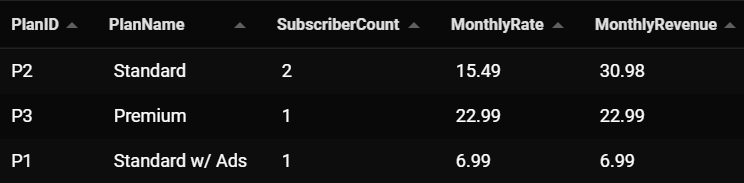 PlanID PlanName SubscriberCount MonthlyRate MonthlyRevenue
P2 Standard 2 15.49 30.98
P3 Premium 1 22.99 22.99
P1 Standard w/ Ads 1 6.99 6.99